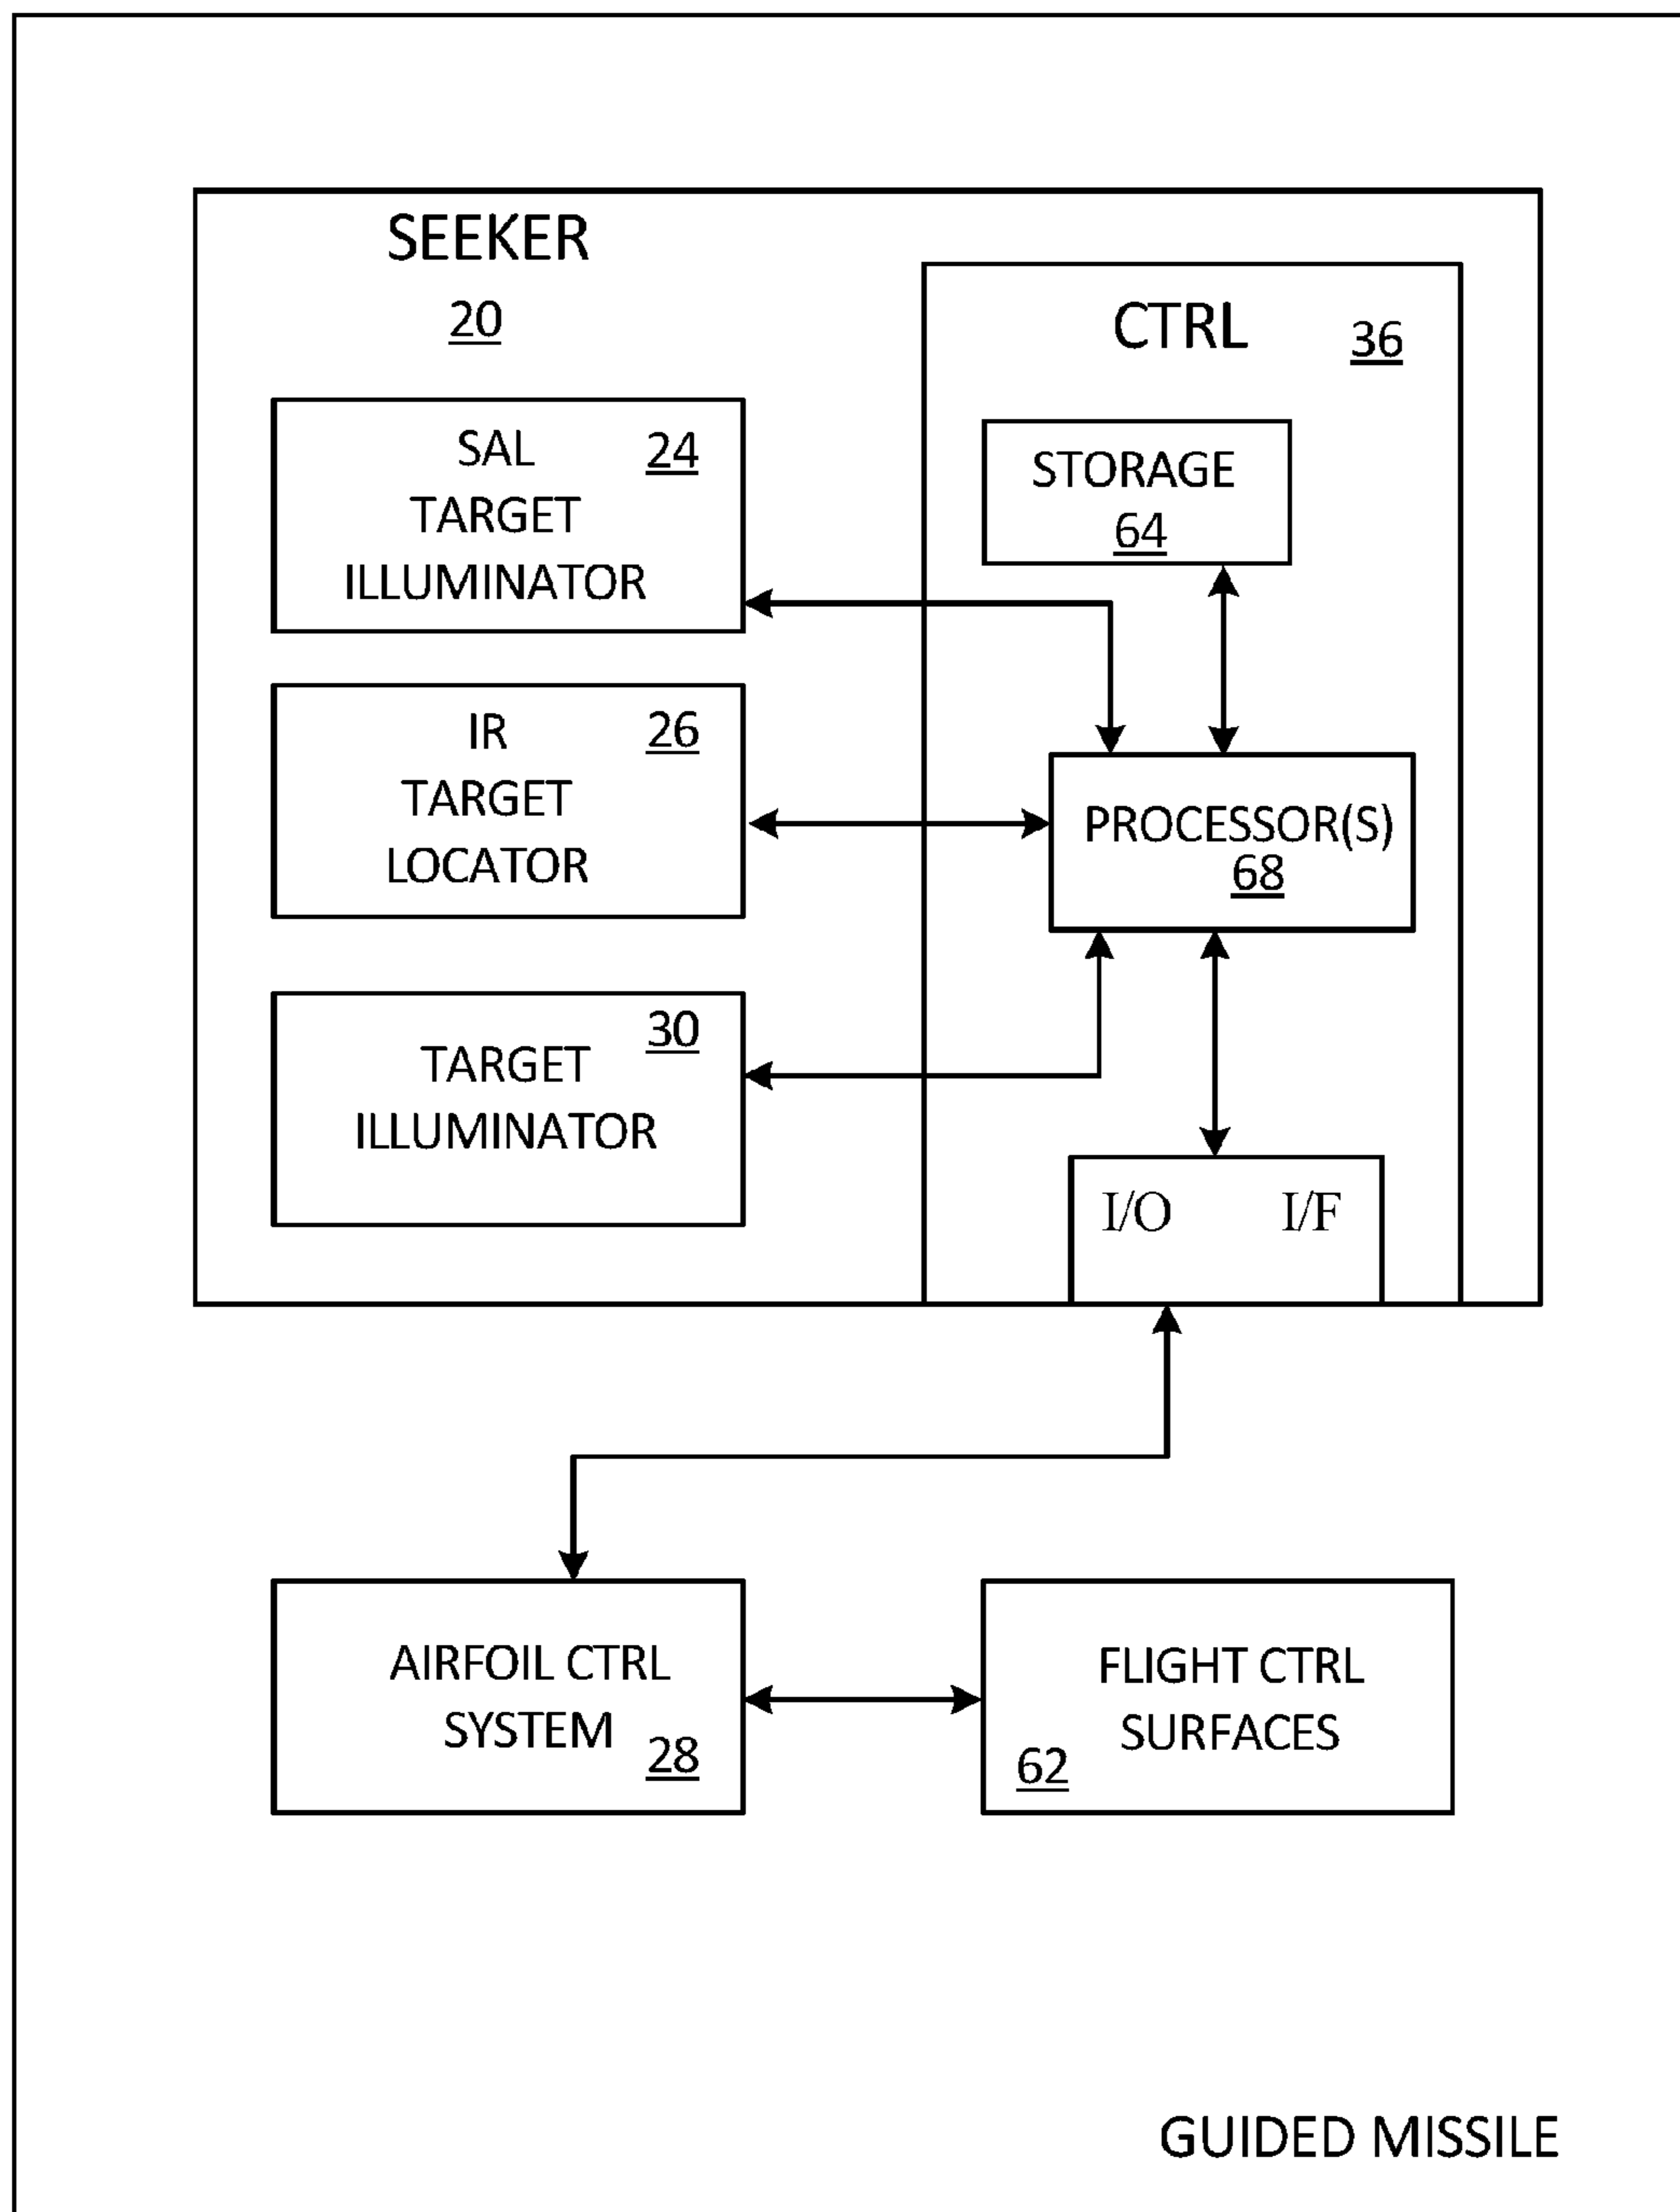 SEEKER
20
SAL 24
TARGET
ILLUMINATOR
IR 26
TARGET
LOCATOR
30
TARGET
ILLUMINATOR
CTRL 36
STORAGE
64
PROCESSOR(S)
68
I/O I/F
AIRFOIL CTRL
SYSTEM 28
FLIGHT CTRL
SURFACES
62
GUIDED MISSILE